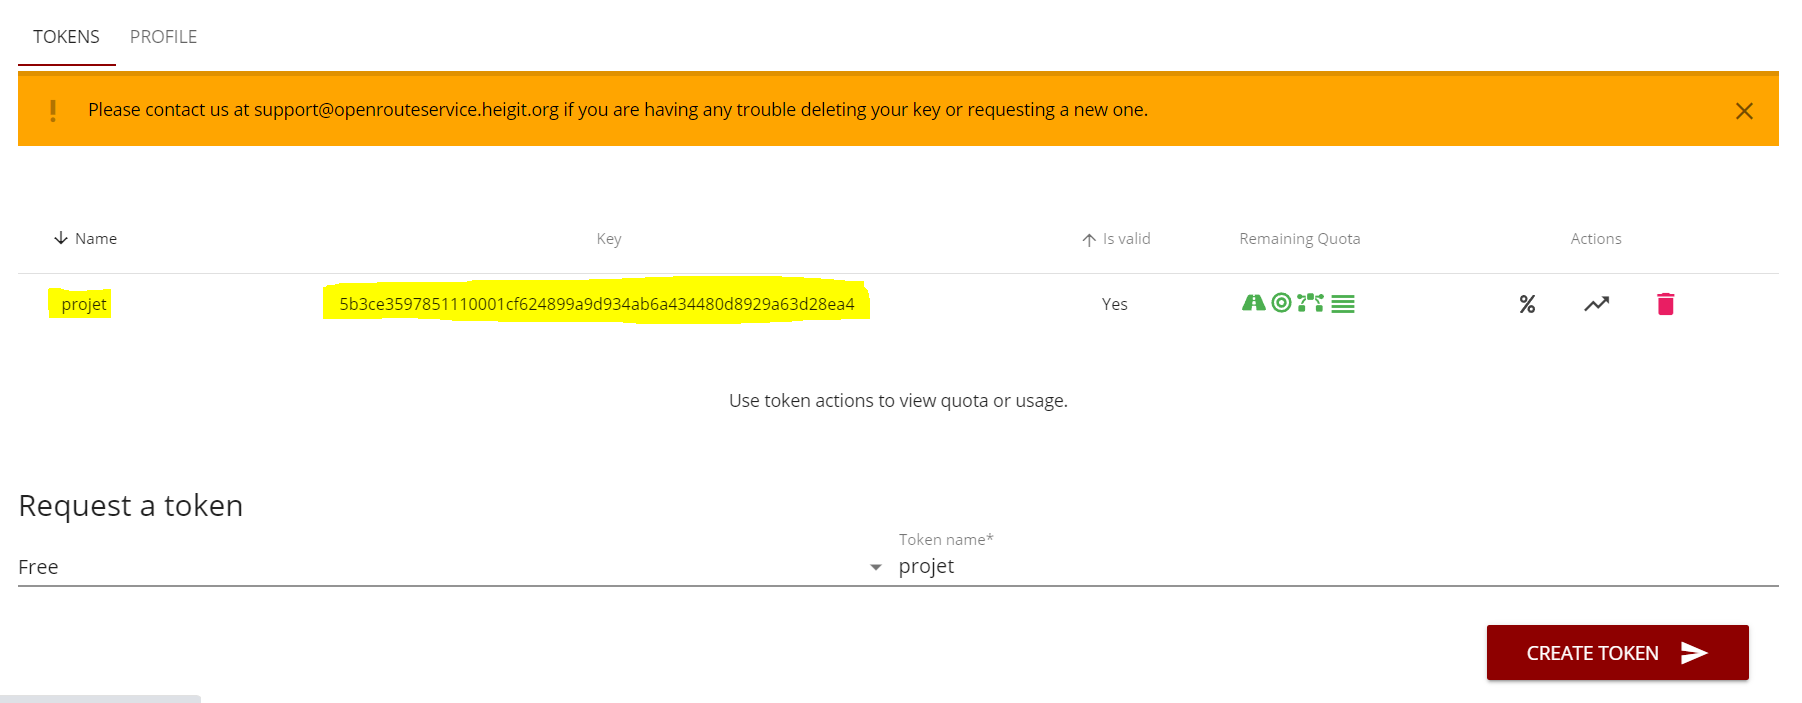 TOKENS PROFILE
Please contact us at support@openrouteservice.heigit.org if you are having any trouble deleting your key or requesting a new one.
Name Key Is valid Remaining Quota Actions
projet 5b3ce3597851110001cf624899a9d934ab6a434480d8929a63d28ea4 Yes
Use token actions to view quota or usage.
Request a token
Token name*
Free projet
CREATE TOKEN